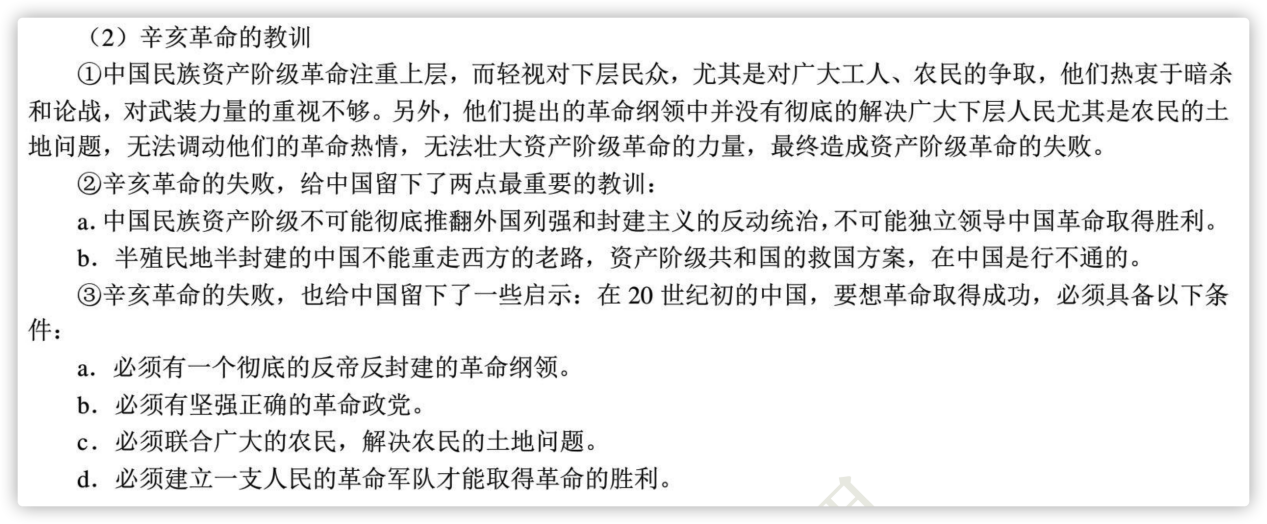 （2）辛亥革命的教训
①中国民族资产阶级革命注重上层，而轻视对下层民众，尤其是对广大工人、农民的争取，他们热衷于暗杀
和论战，对武装力量的重视不够。另外，他们提出的革命纲领中并没有彻底的解决广大下层人民尤其是农民的土
地问题，无法调动他们的革命热情，无法壮大资产阶级革命的力量，最终造成资产阶级革命的失败。
②辛亥革命的失败，给中国留下了两点最重要的教训：
a. 中国民族资产阶级不可能彻底推翻外国列强和封建主义的反动统治，不可能独立领导中国革命取得胜利。
b．半殖民地半封建的中国不能重走西方的老路，资产阶级共和国的救国方案，在中国是行不通的。
③辛亥革命的失败，也给中国留下了一些启示：在 20 世纪初的中国，要想革命取得成功，必须具备以下条
件：
a．必须有一个彻底的反帝反封建的革命纲领。
b．必须有坚强正确的革命政党。
c．必须联合广大的农民，解决农民的土地问题。
d．必须建立一支人民的革命军队才能取得革命的胜利。